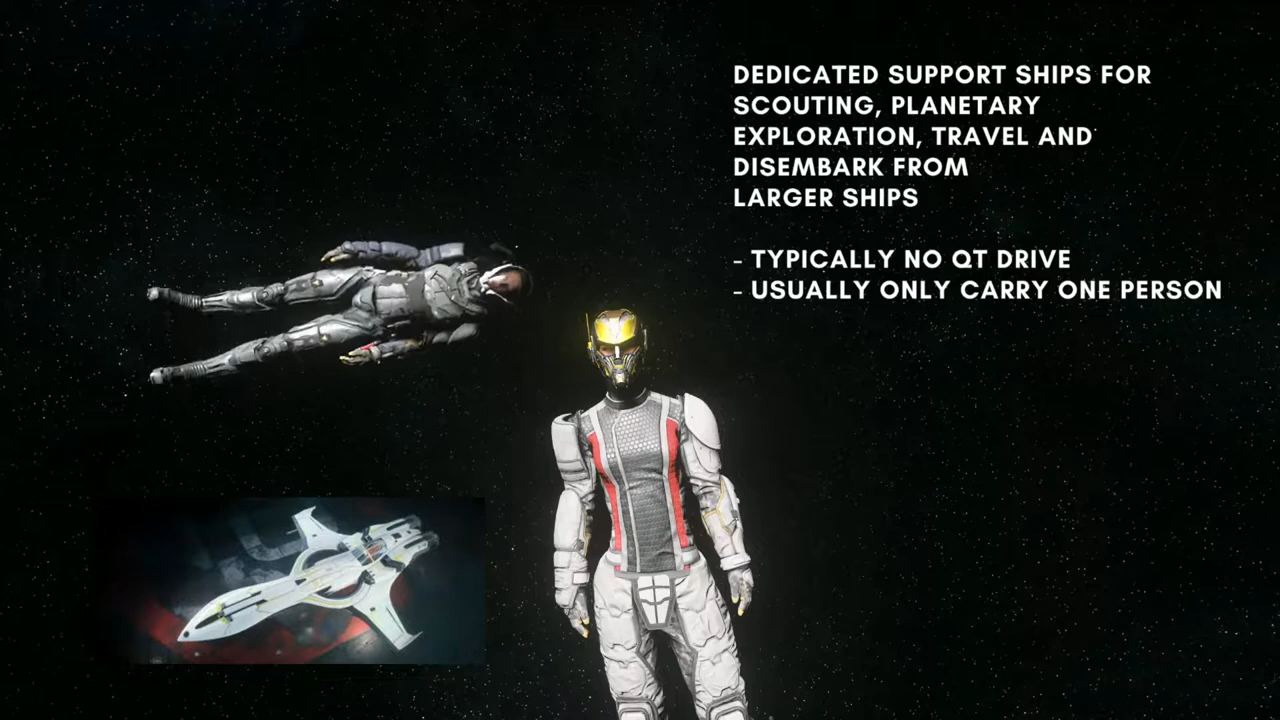 DEDICATED SUPPORT SHIPS FOR
SCOUTING, PLANETARY
EXPLORATION, TRAVEL AND
DISEMBARK FROM
LARGER SHIPS
- TYPICALLY NO QT DRIVE
- USUALLY ONLY CARRY ONE PERSON